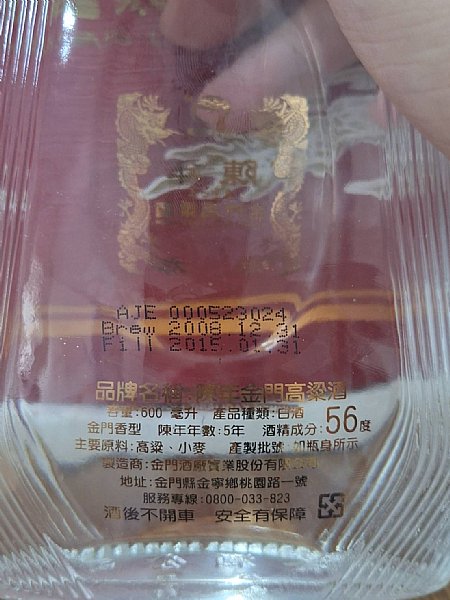 AJE 000523024
Brew 2008.12.31
Fill 2015.01.31
品牌名稱:陳年金門高粱酒
容量:600 毫升 產品種類:白酒
金門香型 陳年年數:5年 酒精成分:56度
主要原料:高粱、小麥 產製批號:如瓶身所示
製造商:金門酒廠實業股份有限公司
地址:金門縣金寧鄉桃園路一號
服務專線:0800-033-823
酒後不開車 安全有保障